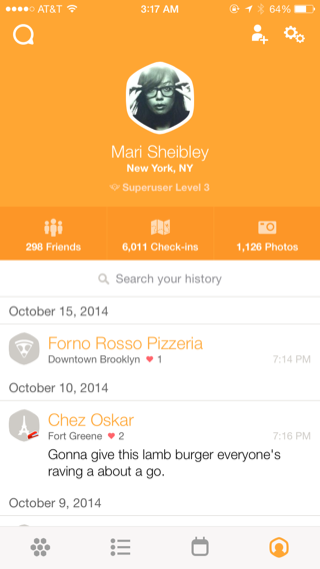 AT&T 3:17 AM 64%
Mari Sheibley
New York, NY
Superuser Level 3
298 Friends 6,011 Check-ins 1,126 Photos
Search your history
October 15, 2014
Forno Rosso Pizzeria
Downtown Brooklyn 1 7:14 PM
October 10, 2014
Chez Oskar
Fort Greene 2 7:16 PM
Gonna give this lamb burger everyone's
raving a about a go.
October 9, 2014